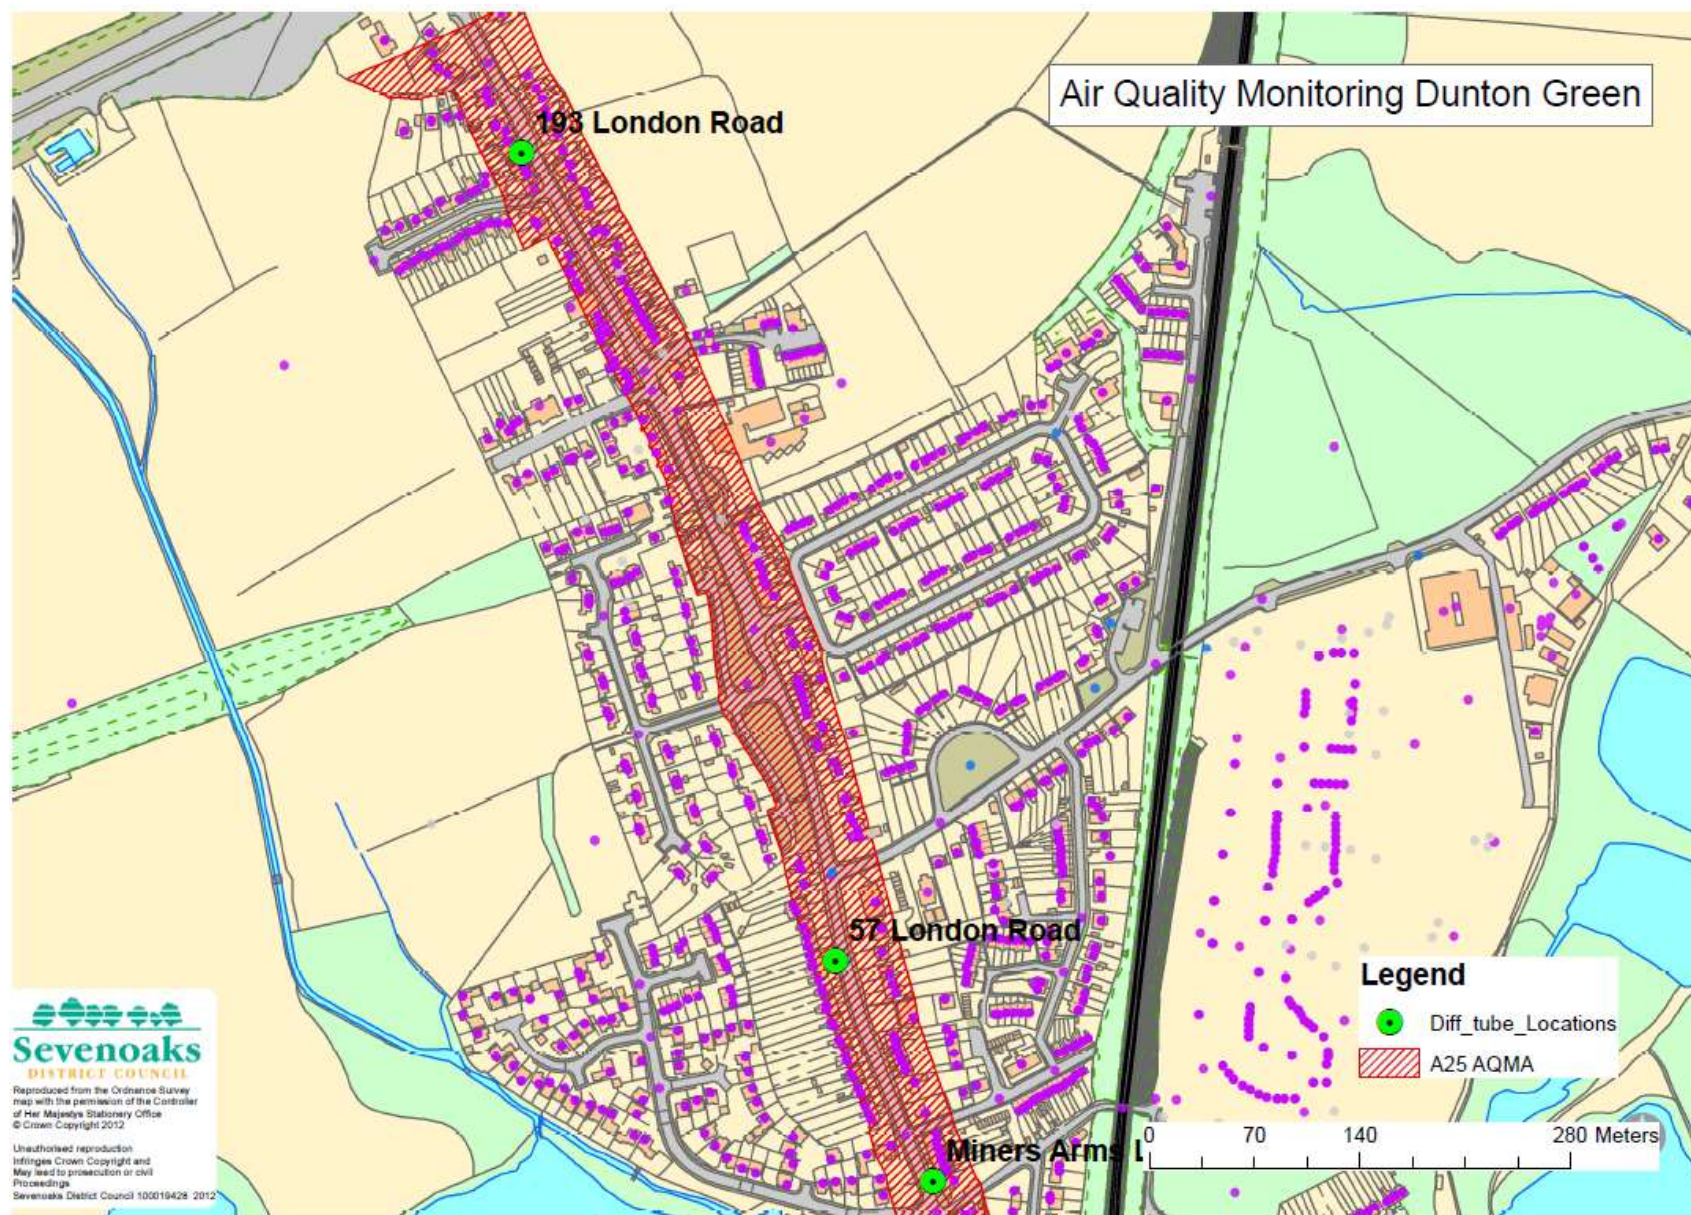 Air Quality Monitoring Dunton Green
193 London Road
57 London Road
Miners Arms L
Legend
Diff_tube_Locations
A25 AQMA
0 70 140 280 Meters
Sevenoaks
DISTRICT COUNCIL
Reproduced from the Ordnance Survey
map with the permission of the Controller
of Her Majestys Stationery Office
© Crown Copyright 2012
Unauthorised reproduction
Infringes Crown Copyright and
May lead to prosecution or civil
Proceedings
Sevenoaks District Council 100019428 2012